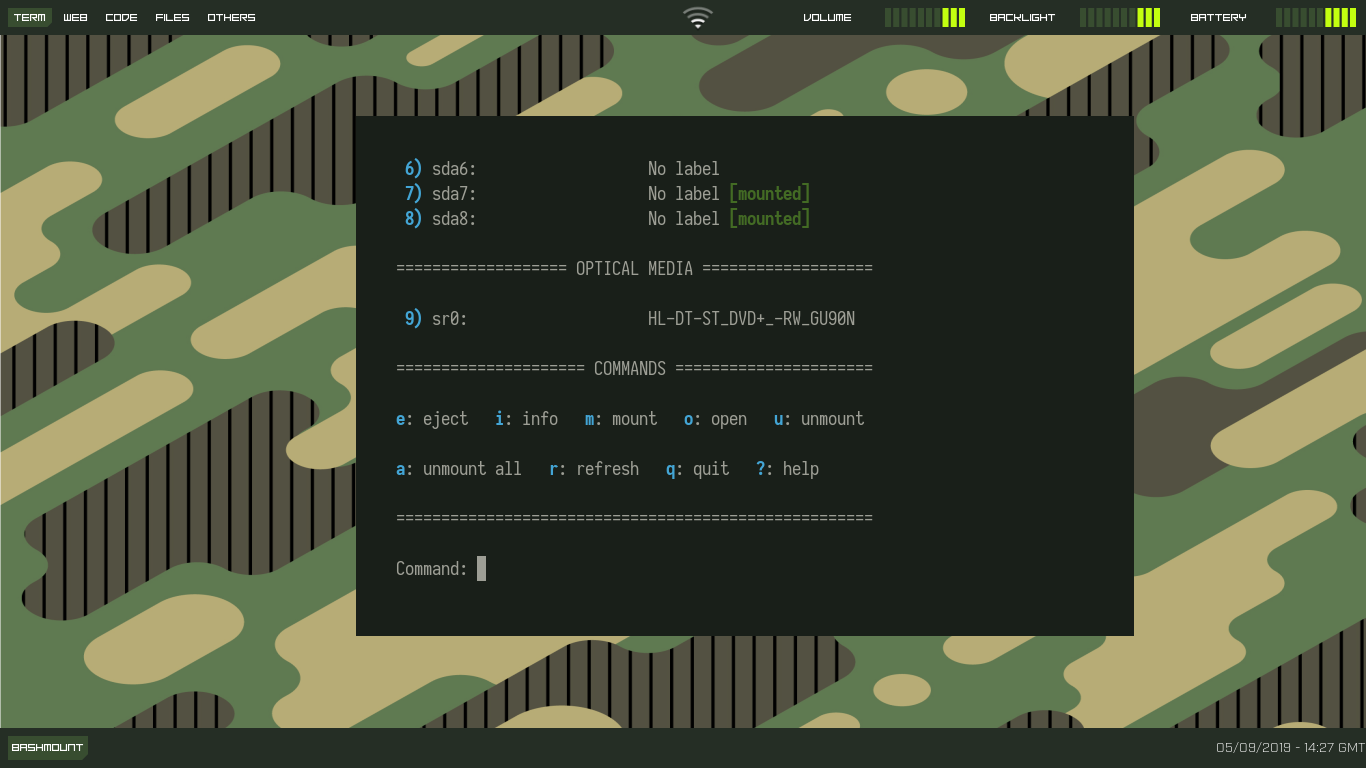 TERM WEB CODE FILES OTHERS VOLUME BACKLIGHT BATTERY
6) sda6: No label
7) sda7: No label [mounted]
8) sda8: No label [mounted]
=================== OPTICAL MEDIA ===================
9) sr0: HL-DT-ST_DVD+_-RW_GU90N
===================== COMMANDS ======================
e: eject i: info m: mount o: open u: unmount
a: unmount all r: refresh q: quit ?: help
=====================================================
Command:
BASHMOUNT 05/09/2019 - 14:27 GMT